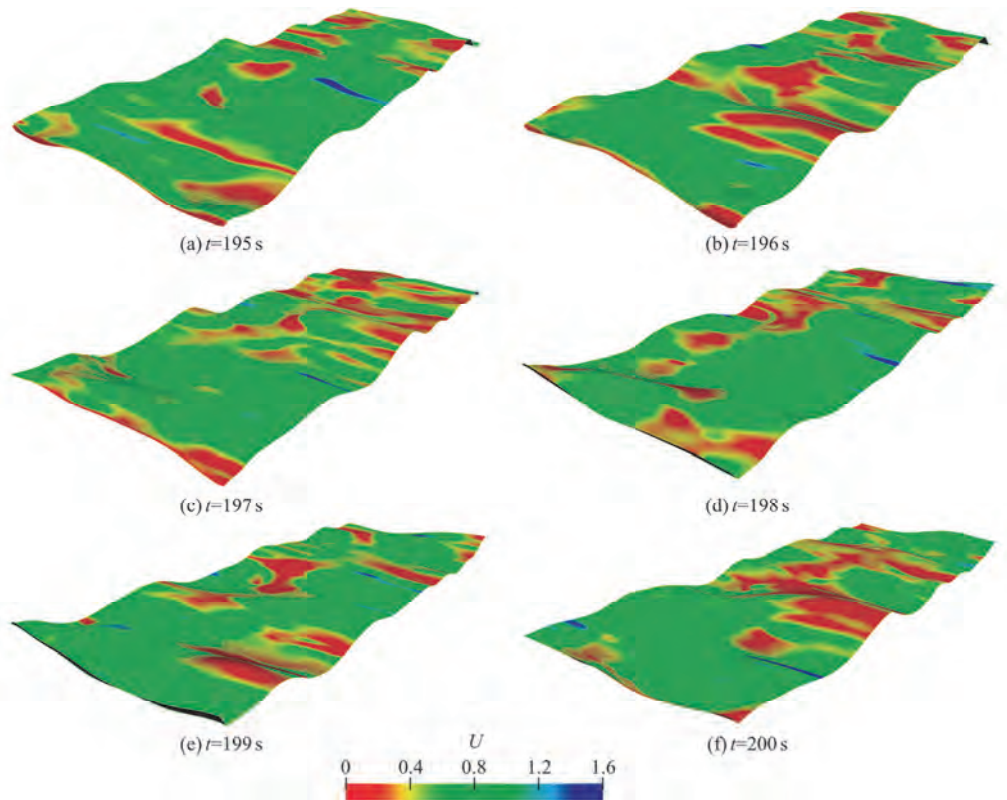 (a) t=195 s
(b) t=196 s
(c) t=197 s
(d) t=198 s
(e) t=199 s
(f) t=200 s
U
0 0.4 0.8 1.2 1.6